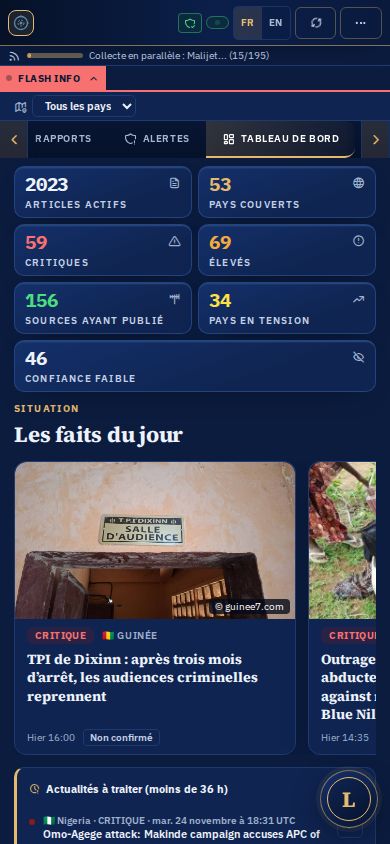 FR
EN
Collecte en parallèle : Malijet... (15/195)
FLASH INFO
Tous les pays
RAPPORTS
ALERTES
TABLEAU DE BORD
2023
ARTICLES ACTIFS
53
PAYS COUVERTS
59
CRITIQUES
69
ÉLEVÉS
156
SOURCES AYANT PUBLIÉ
34
PAYS EN TENSION
46
CONFIANCE FAIBLE
SITUATION
Les faits du jour
T.P.I DIXINN
SALLE
D'AUDIENCE
© guinee7.com
CRITIQUE
GUINÉE
TPI de Dixinn : après trois mois
d'arrêt, les audiences criminelles
reprennent
Hier 16:00
Non confirmé
CRITIQU
Outrage
abducte
against
Blue Nil
Hier 14:35
Actualités à traiter (moins de 36 h)
Nigeria · CRITIQUE · mar. 24 novembre à 18:31 UTC
Omo-Agege attack: Makinde campaign accuses APC of
L